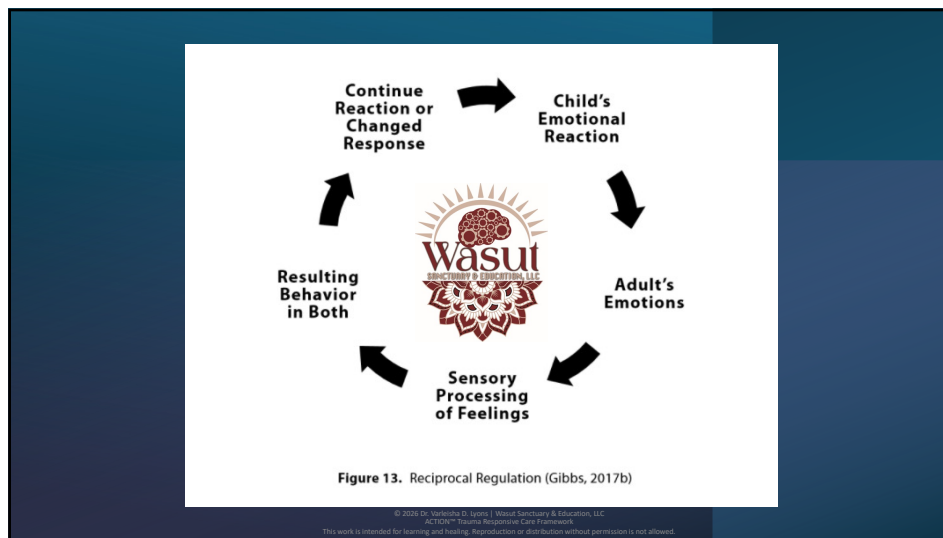 Continue
Reaction or
Changed
Response
Child's
Emotional
Reaction
Adult's
Emotions
Sensory
Processing
of Feelings
Resulting
Behavior
in Both
Wasut
SANCTUARY & EDUCATION, LLC
Figure 13. Reciprocal Regulation (Gibbs, 2017b)
© 2026 Dr. Varleisha D. Lyons | Wasut Sanctuary & Education, LLC
ACTION™ Trauma Responsive Care Framework
This work is intended for learning and healing. Reproduction or distribution without permission is not allowed.